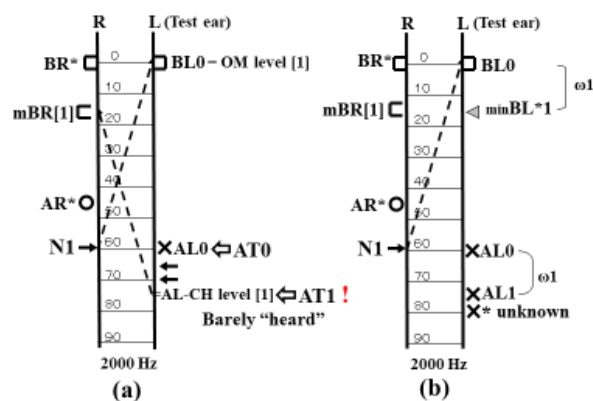 R L (Test ear)
BR* 0 BL0 – OM level [1]
10
mBR[1]
20
30
40
AR*
50
N1 60 AL0 AT0
70
=AL-CH level [1] AT1 !
80
Barely “heard”
90
2000 Hz
(a)
R L (Test ear)
BR* 0 BL0
10 ω1
mBR[1] minBL*1
20
30
40
AR*
50
N1 60 AL0
70 ω1
AL1
80 * unknown
90
2000 Hz
(b)